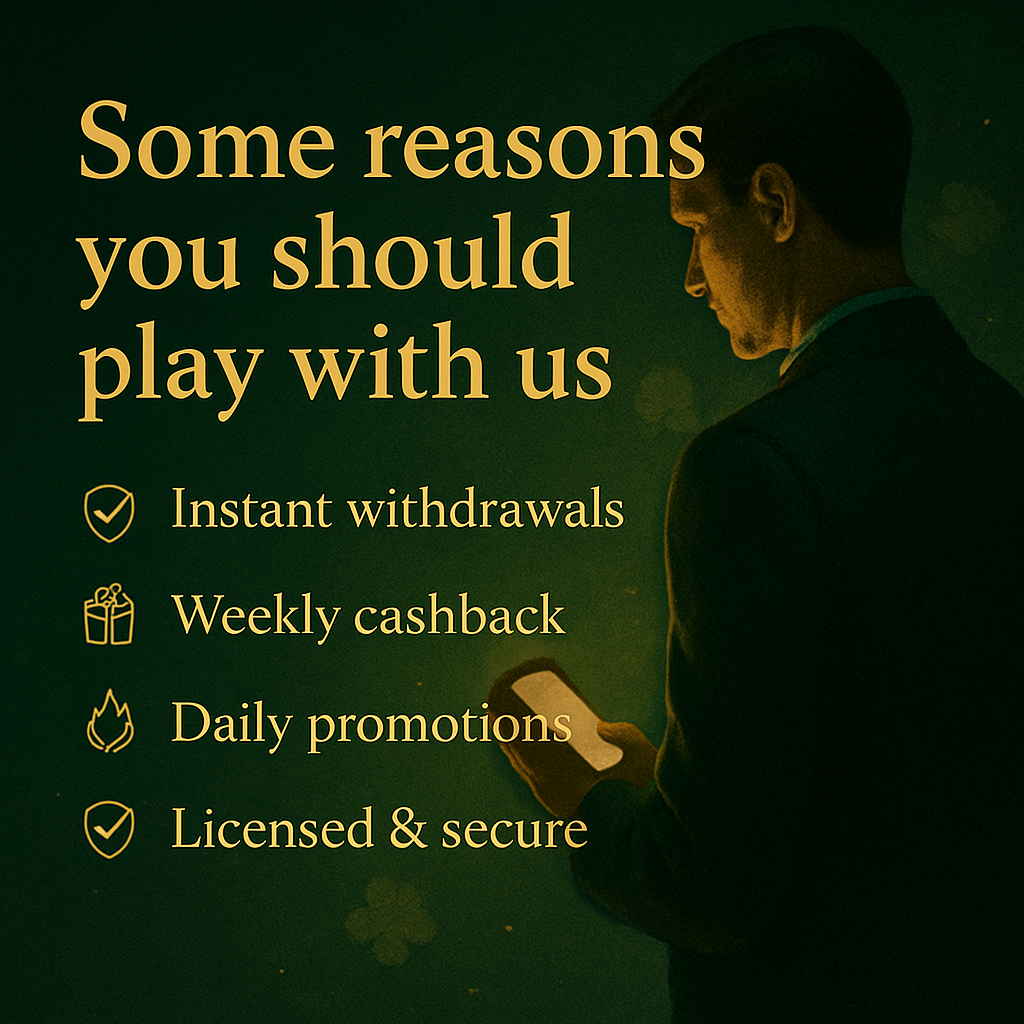 Some reasons
you should
play with us
Instant withdrawals
Weekly cashback
Daily promotions
Licensed & secure